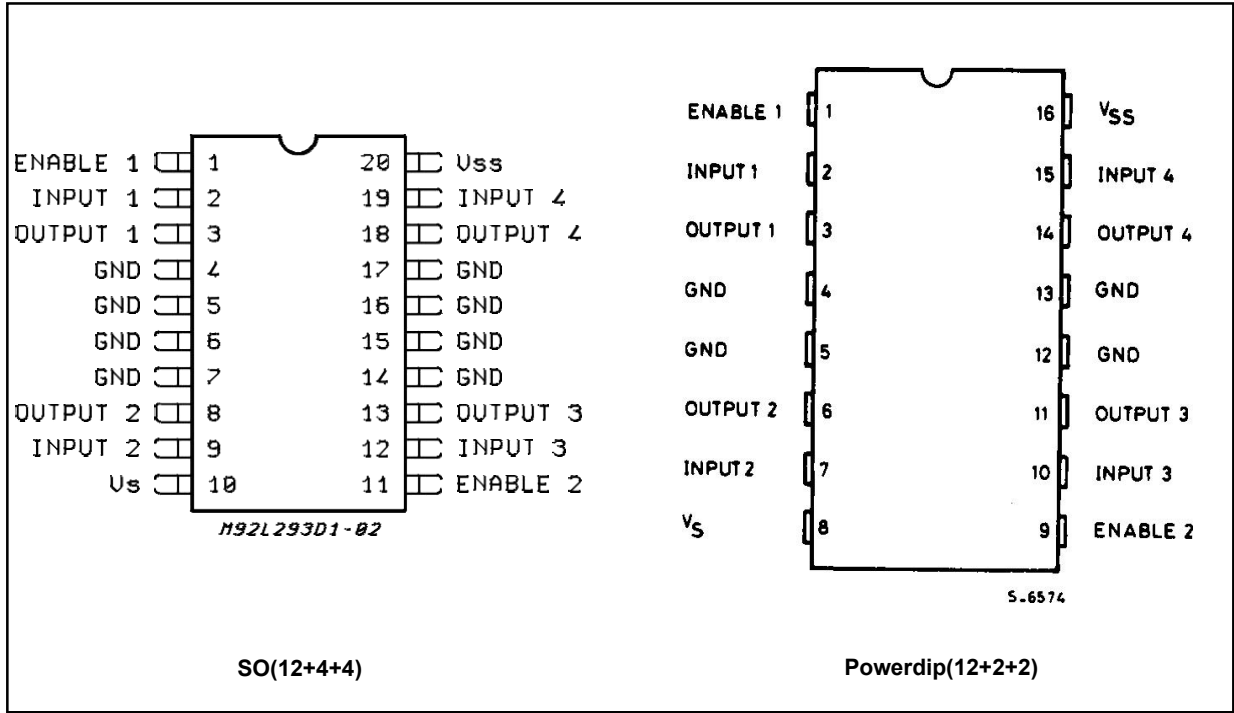 ENABLE 1 1 20 Vss
INPUT 1 2 19 INPUT 4
OUTPUT 1 3 18 OUTPUT 4
GND 4 17 GND
GND 5 16 GND
GND 6 15 GND
GND 7 14 GND
OUTPUT 2 8 13 OUTPUT 3
INPUT 2 9 12 INPUT 3
Vs 10 11 ENABLE 2
M92L293D1-02
SO(12+4+4)
ENABLE 1 1 16 VSS
INPUT 1 2 15 INPUT 4
OUTPUT 1 3 14 OUTPUT 4
GND 4 13 GND
GND 5 12 GND
OUTPUT 2 6 11 OUTPUT 3
INPUT 2 7 10 INPUT 3
VS 8 9 ENABLE 2
S-6574
Powerdip(12+2+2)